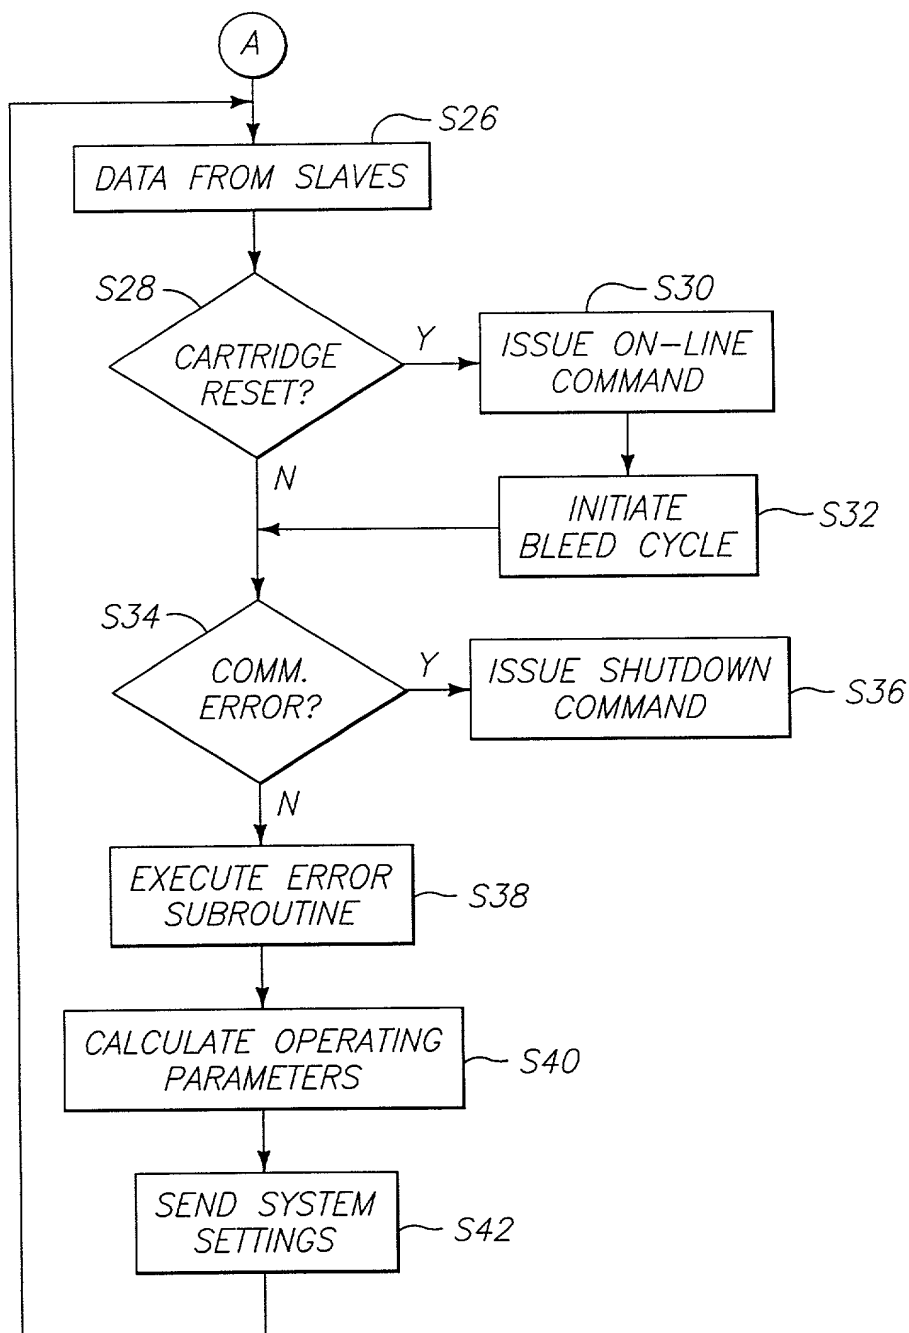 A
S26
DATA FROM SLAVES
S28
CARTRIDGE
RESET?
Y
N
S30
ISSUE ON-LINE
COMMAND
INITIATE
BLEED CYCLE
S32
S34
COMM.
ERROR?
Y
N
ISSUE SHUTDOWN
COMMAND
S36
EXECUTE ERROR
SUBROUTINE
S38
CALCULATE OPERATING
PARAMETERS
S40
SEND SYSTEM
SETTINGS
S42